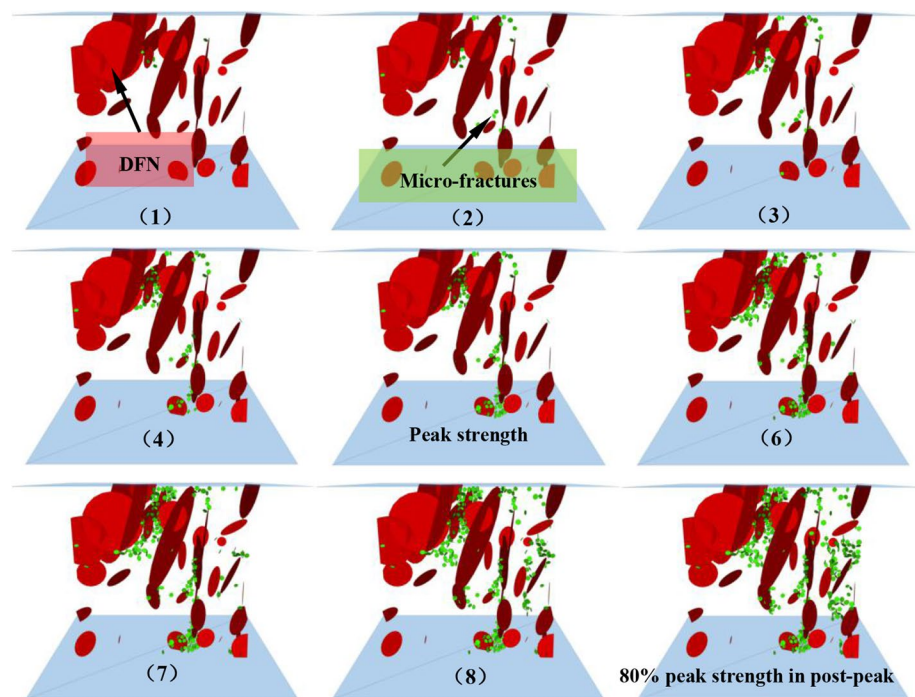 DFN
(1)
Micro-fractures
(2)
(3)
(4)
Peak strength
(6)
(7)
(8)
80% peak strength in post-peak